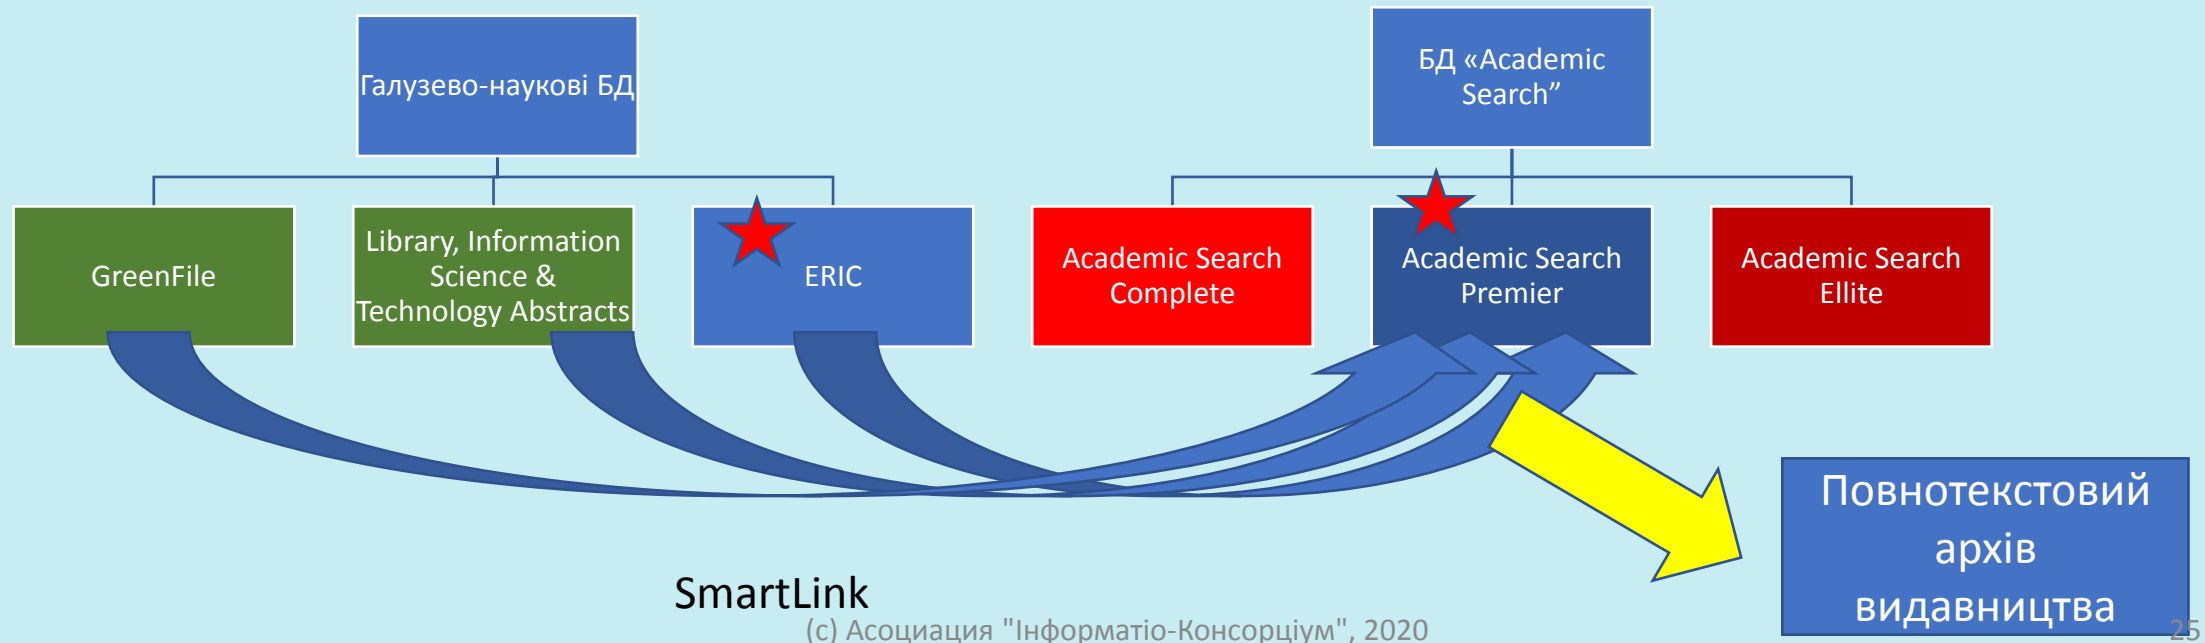 Галузево-наукові БД
БД «Academic
Search”
GreenFile
Library, Information
Science &
Technology Abstracts
ERIC
Academic Search
Complete
Academic Search
Premier
Academic Search
Ellite
Повнотекстовий
архів
видавництва
SmartLink
(с) Асоциация "Інформатіо-Консорціум", 2020
25